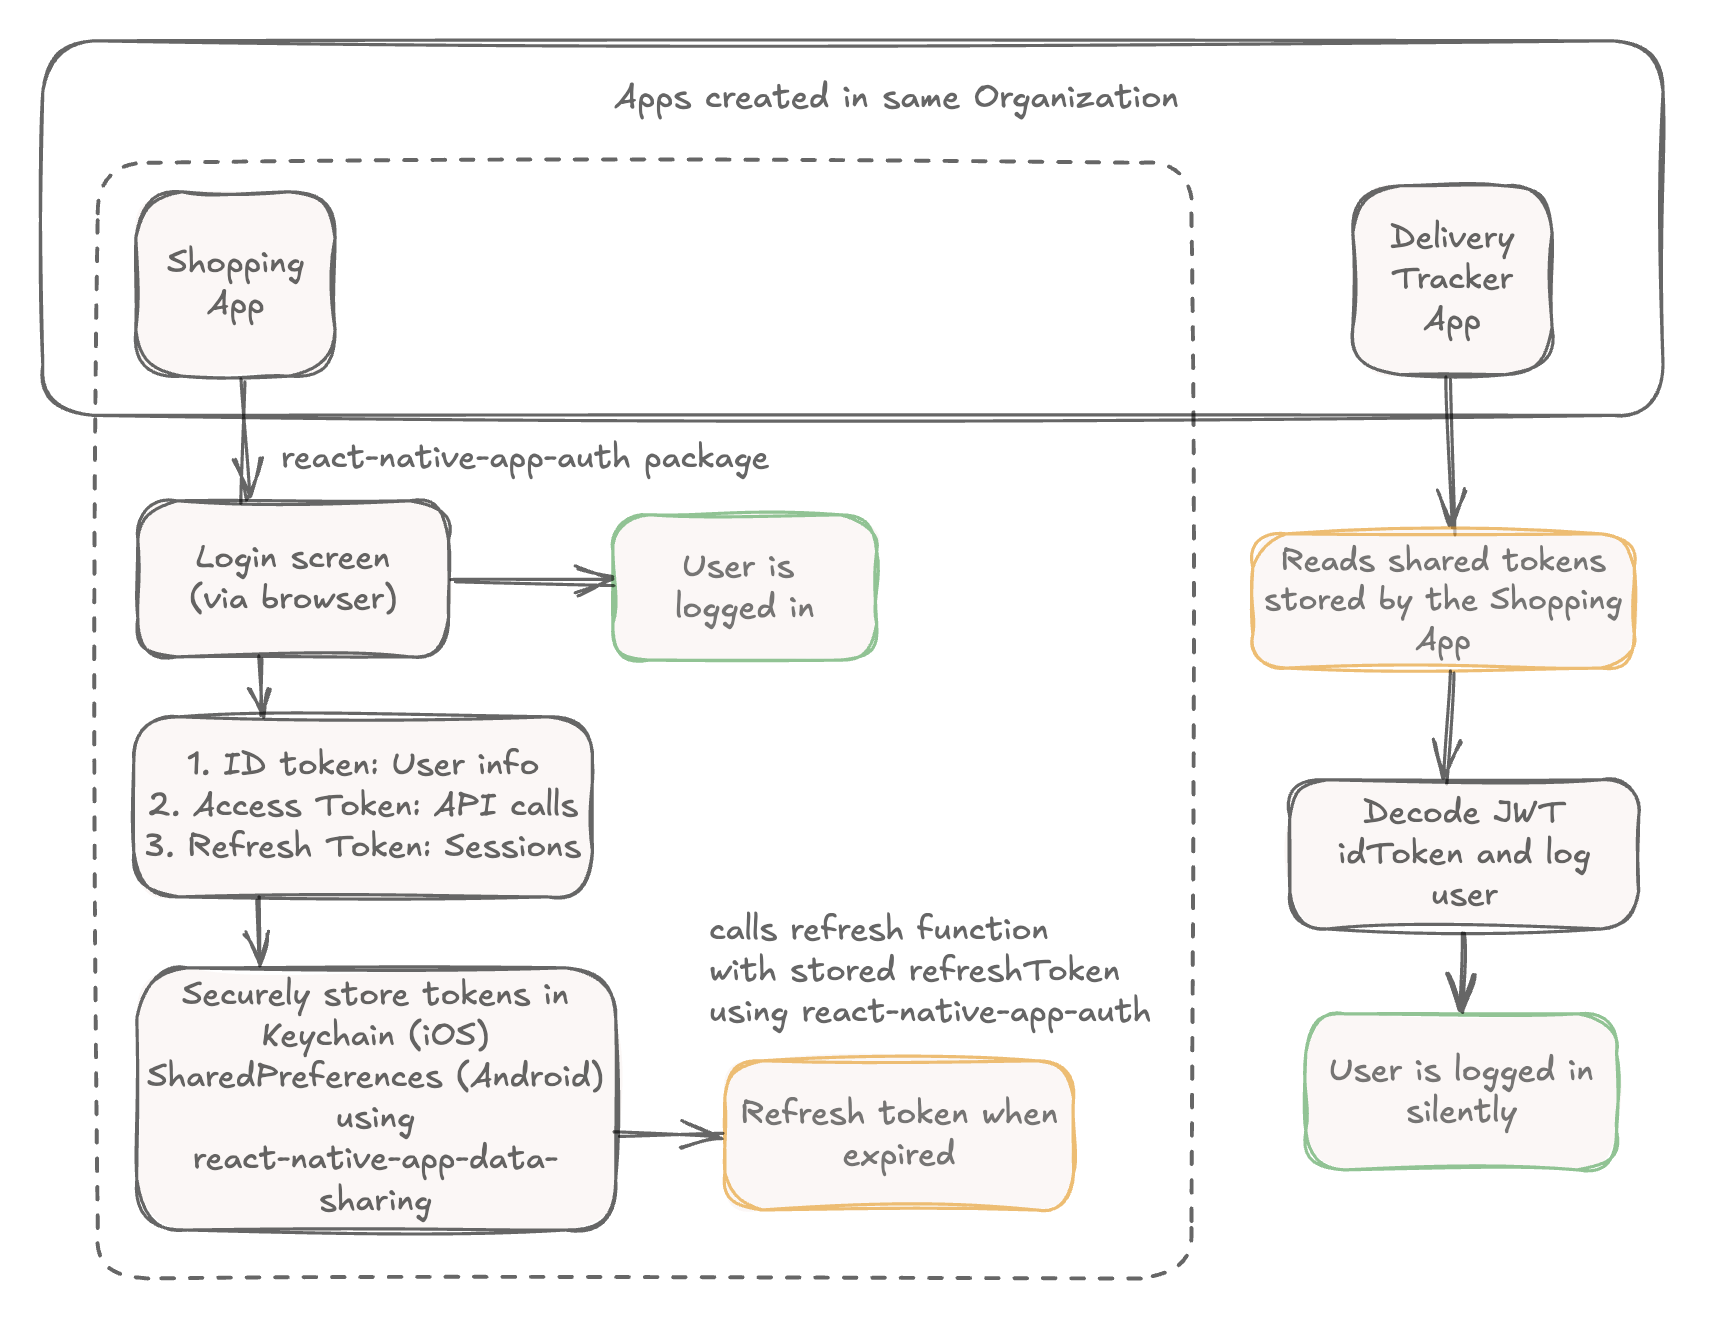 Apps created in same Organization
Shopping
App
Delivery
Tracker
App
react-native-app-auth package
Login screen
(via browser)
User is
logged in
Reads shared tokens
stored by the Shopping
App
1. ID token: User info
2. Access Token: API calls
3. Refresh Token: Sessions
Decode JWT
idToken and log
user
calls refresh function
with stored refreshToken
using react-native-app-auth
Securely store tokens in
Keychain (iOS)
SharedPreferences (Android)
using
react-native-app-data-
sharing
Refresh token when
expired
User is logged in
silently